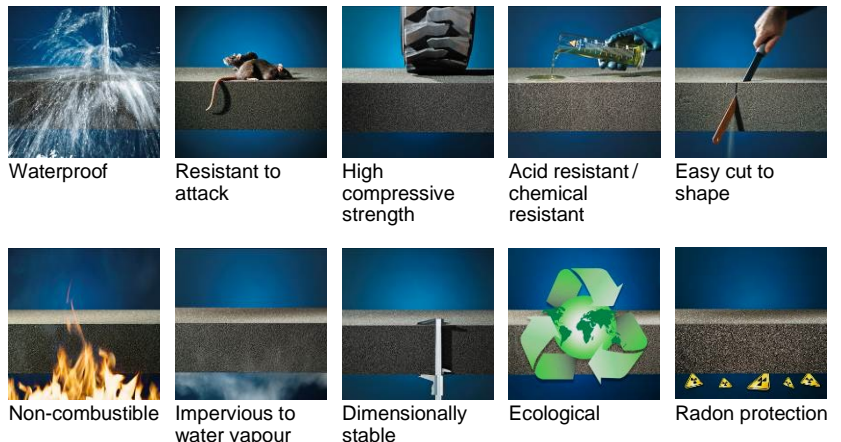 Waterproof
Resistant to
attack
High
compressive
strength
Acid resistant /
chemical
resistant
Easy cut to
shape
Non-combustible
Impervious to
water vapour
Dimensionally
stable
Ecological
Radon protection